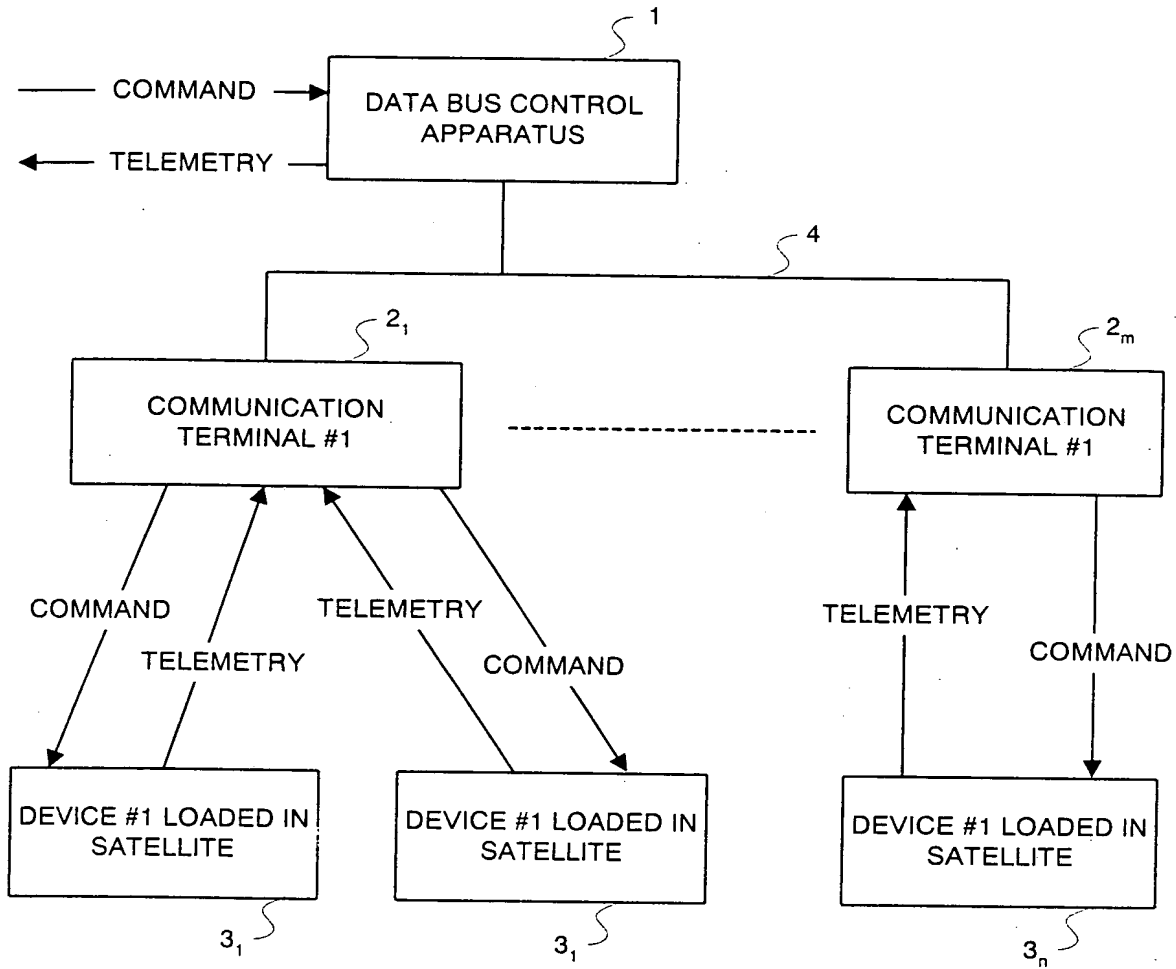 1
COMMAND
DATA BUS CONTROL
APPARATUS
TELEMETRY
4
2₁
2ₘ
COMMUNICATION
TERMINAL #1
COMMUNICATION
TERMINAL #1
COMMAND
TELEMETRY
TELEMETRY
COMMAND
TELEMETRY
COMMAND
DEVICE #1 LOADED IN
SATELLITE
DEVICE #1 LOADED IN
SATELLITE
DEVICE #1 LOADED IN
SATELLITE
3₁
3₁
3ₙ